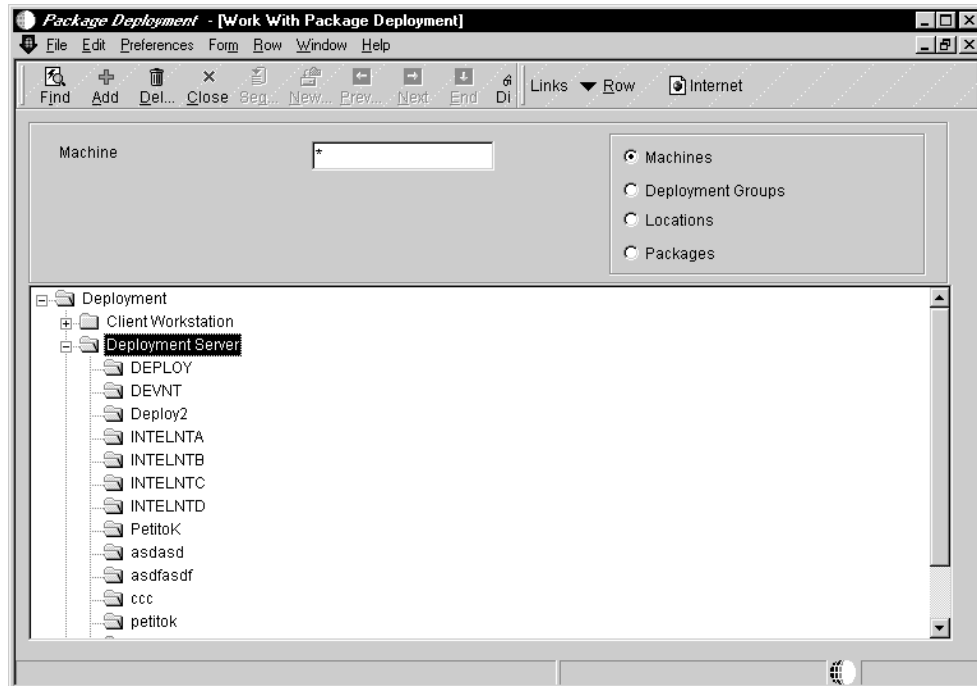 Package Deployment - [Work With Package Deployment]
File Edit Preferences Form Row Window Help
Find Add Del... Close Seq... New... Prev... Next End Di Links Row Internet
Machine
*
Machines
Deployment Groups
Locations
Packages
Deployment
Client Workstation
Deployment Server
DEPLOY
DEVNT
Deploy2
INTELNTA
INTELNTB
INTELNTC
INTELNTD
PetitoK
asdasd
asdfasdf
ccc
petitok